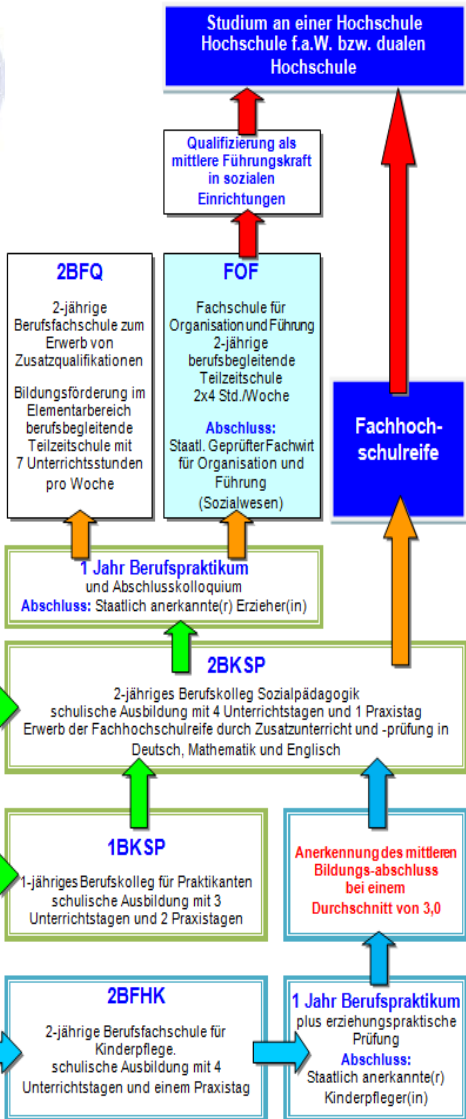 Studium an einer Hochschule
Hochschule f.a.W. bzw. dualen
Hochschule
Qualifizierung als
mittlere Führungskraft
in sozialen
Einrichtungen
2BFQ
2-jährige
Berufsfachschule zum
Erwerb von
Zusatzqualifikationen
Bildungsförderung im
Elementarbereich
berufsbegleitende
Teilzeitschule mit
7 Unterrichtsstunden
pro Woche
FOF
Fachschule für
Organisation und Führung
2-jährige
berufsbegleitende
Teilzeitschule
2x4 Std./Woche
Abschluss:
Staatl. Geprüfter Fachwirt
für Organisation und
Führung
(Sozialwesen)
Fachhoch-
schulreife
1 Jahr Berufspraktikum
und Abschlusskolloquium
Abschluss: Staatlich anerkannte(r) Erzieher(in)
2BKSP
2-jähriges Berufskolleg Sozialpädagogik
schulische Ausbildung mit 4 Unterrichtstagen und 1 Praxistag
Erwerb der Fachhochschulreife durch Zusatzunterricht und -prüfung in
Deutsch, Mathematik und Englisch
1BKSP
1-jähriges Berufskolleg für Praktikanten
schulische Ausbildung mit 3
Unterrichtstagen und 2 Praxistagen
Anerkennung des mittleren
Bildungs-abschluss
bei einem
Durchschnitt von 3,0
2BFHK
2-jährige Berufsfachschule für
Kinderpflege.
schulische Ausbildung mit 4
Unterrichtstagen und einem Praxistag
1 Jahr Berufspraktikum
plus erziehungspraktische
Prüfung
Abschluss:
Staatlich anerkannte(r)
Kinderpfleger(in)